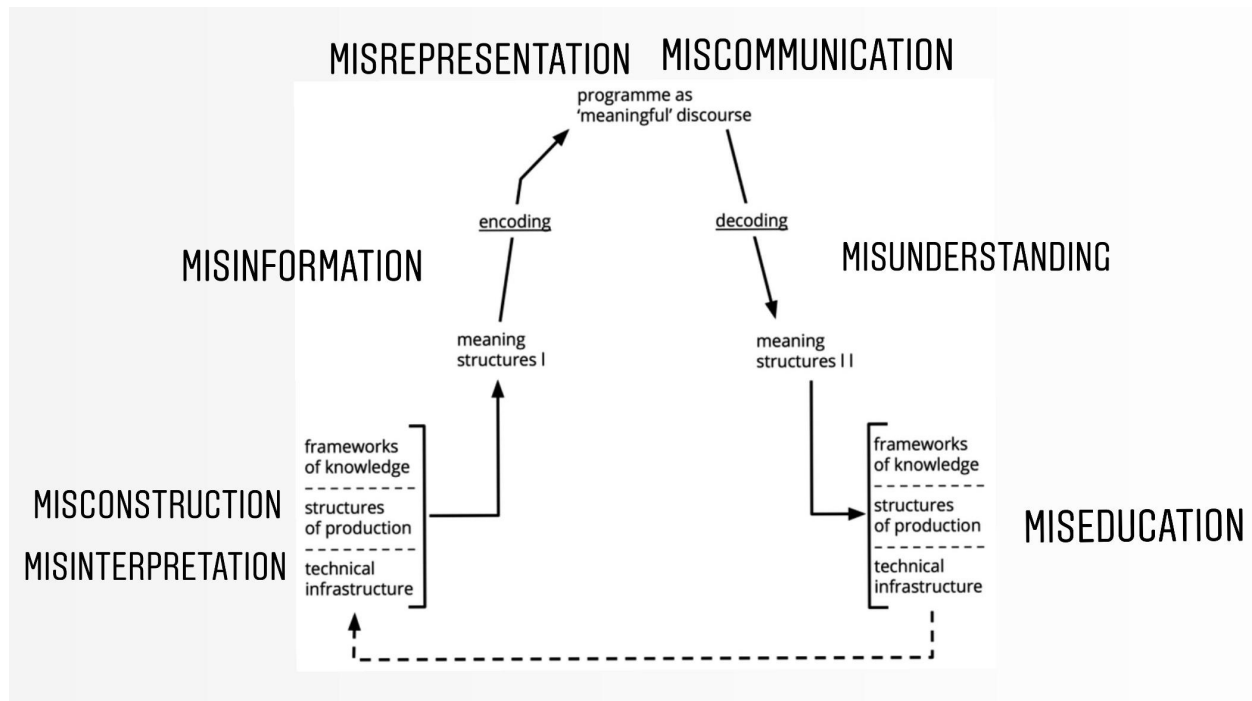 MISREPRESENTATION MISCOMMUNICATION
programme as
‘meaningful’ discourse
encoding
decoding
MISINFORMATION
MISUNDERSTANDING
meaning
structures I
meaning
structures I I
frameworks
of knowledge
structures
of production
technical
infrastructure
MISCONSTRUCTION
MISINTERPRETATION
frameworks
of knowledge
structures
of production
technical
infrastructure
MISEDUCATION